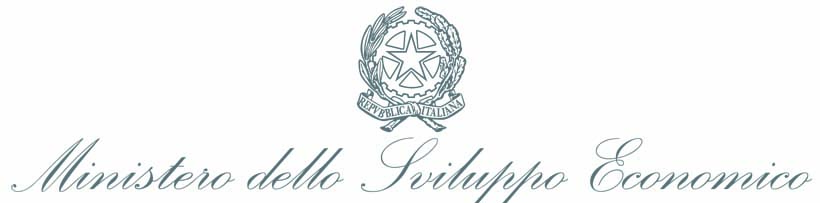 REPVBBLICA ITALIANA
Ministero dello Sviluppo Economico